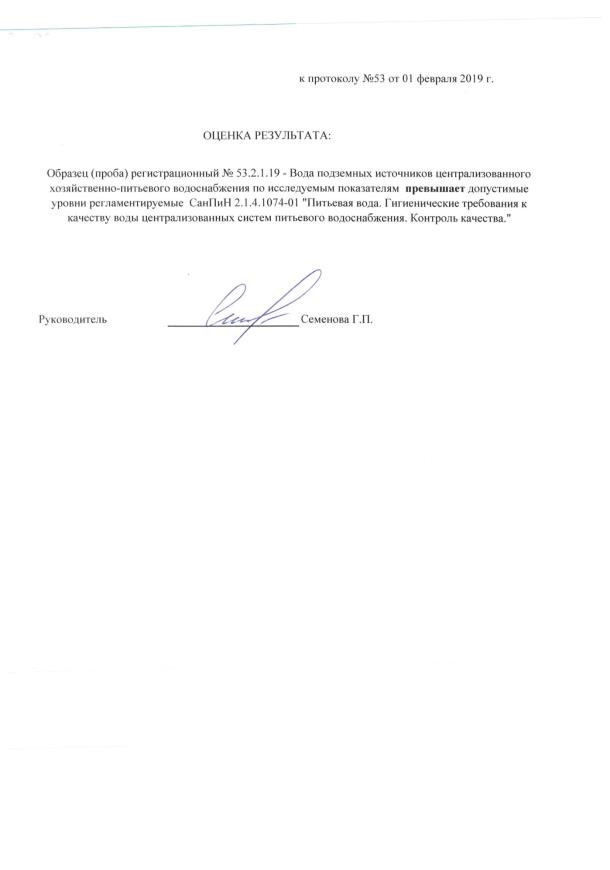 к протоколу №53 от 01 февраля 2019 г.
ОЦЕНКА РЕЗУЛЬТАТА:
Образец (проба) регистрационный № 53.2.1.19 - Вода подземных источников централизованного
хозяйственно-питьевого водоснабжения по исследуемым показателям превышает допустимые
уровни регламентируемые СанПиН 2.1.4.1074-01 "Питьевая вода. Гигиенические требования к
качеству воды централизованных систем питьевого водоснабжения. Контроль качества."
Руководитель Семенова Г.П.